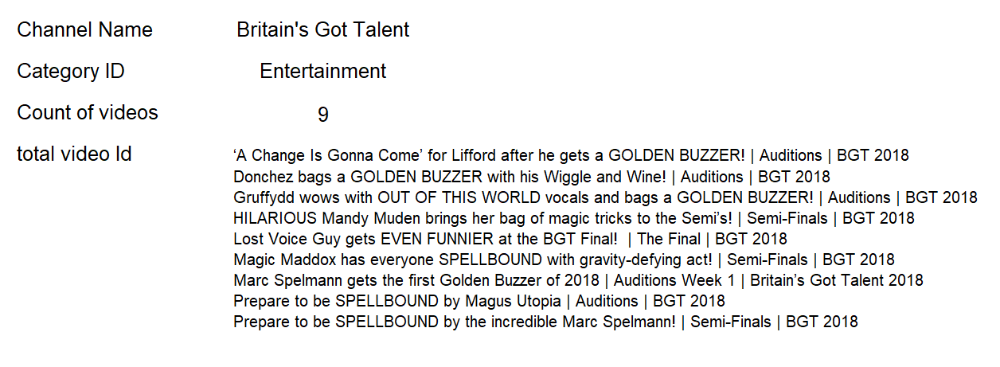 Channel Name Britain's Got Talent
Category ID Entertainment
Count of videos 9
total video Id ‘A Change Is Gonna Come’ for Lifford after he gets a GOLDEN BUZZER! | Auditions | BGT 2018
Donchez bags a GOLDEN BUZZER with his Wiggle and Wine! | Auditions | BGT 2018
Gruffydd wows with OUT OF THIS WORLD vocals and bags a GOLDEN BUZZER! | Auditions | BGT 2018
HILARIOUS Mandy Muden brings her bag of magic tricks to the Semi’s! | Semi-Finals | BGT 2018
Lost Voice Guy gets EVEN FUNNIER at the BGT Final!  | The Final | BGT 2018
Magic Maddox has everyone SPELLBOUND with gravity-defying act! | Semi-Finals | BGT 2018
Marc Spelmann gets the first Golden Buzzer of 2018 | Auditions Week 1 | Britain’s Got Talent 2018
Prepare to be SPELLBOUND by Magus Utopia | Auditions | BGT 2018
Prepare to be SPELLBOUND by the incredible Marc Spelmann! | Semi-Finals | BGT 2018